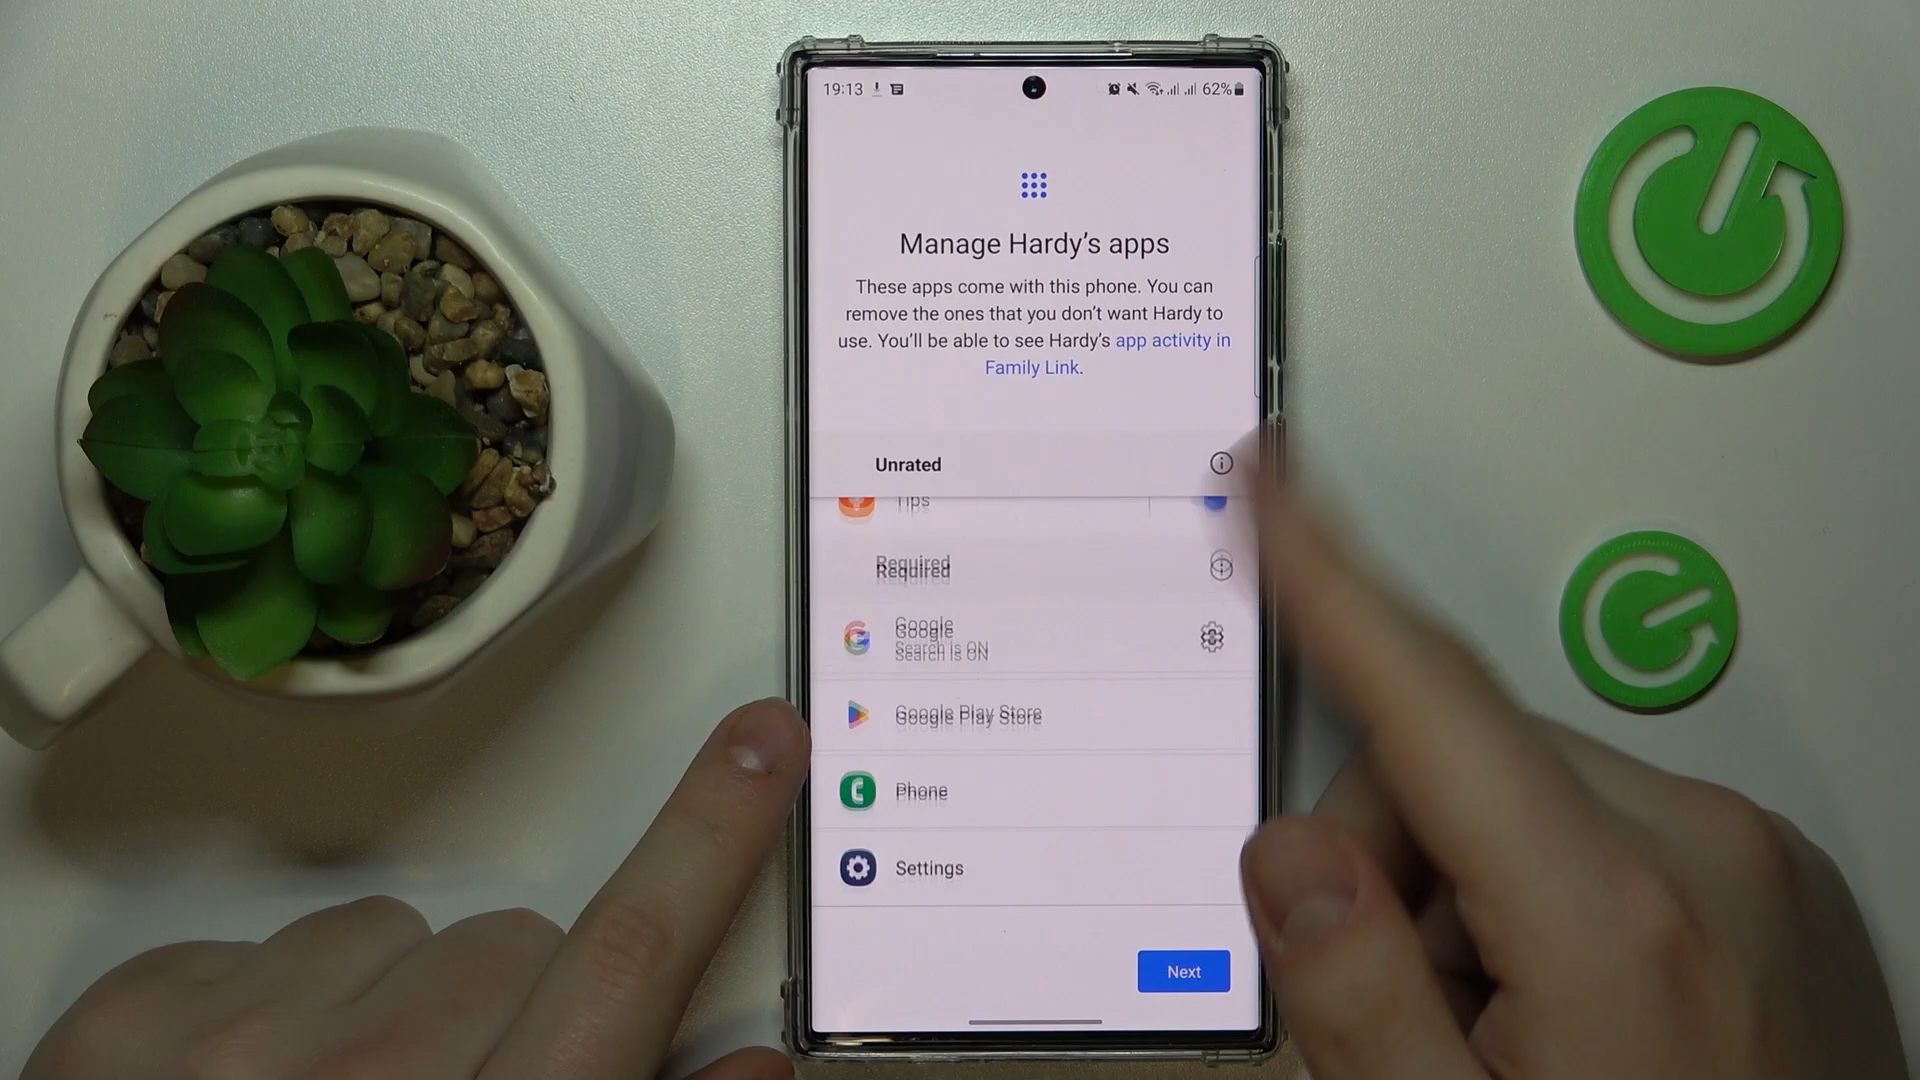 19:13
62%
Manage Hardy's apps
These apps come with this phone. You can
remove the ones that you don't want Hardy to
use. You'll be able to see Hardy's app activity in
Family Link.
Unrated
Tips
Required
Google
Search is ON
Google Play Store
Phone
Settings
Next